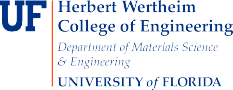 UF
Herbert Wertheim
College of Engineering
Department of Materials Science
& Engineering
UNIVERSITY of FLORIDA